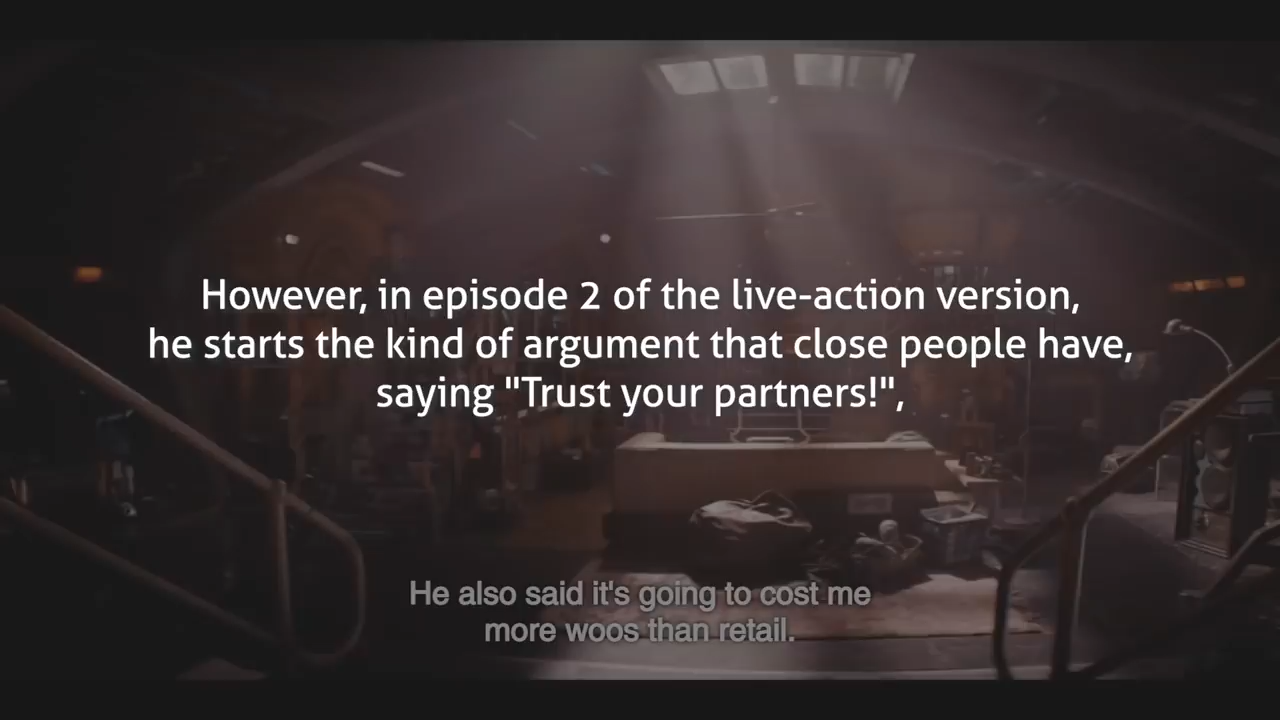 However, in episode 2 of the live-action version,
he starts the kind of argument that close people have,
saying "Trust your partners!",
He also said it's going to cost me
more woos than retail.